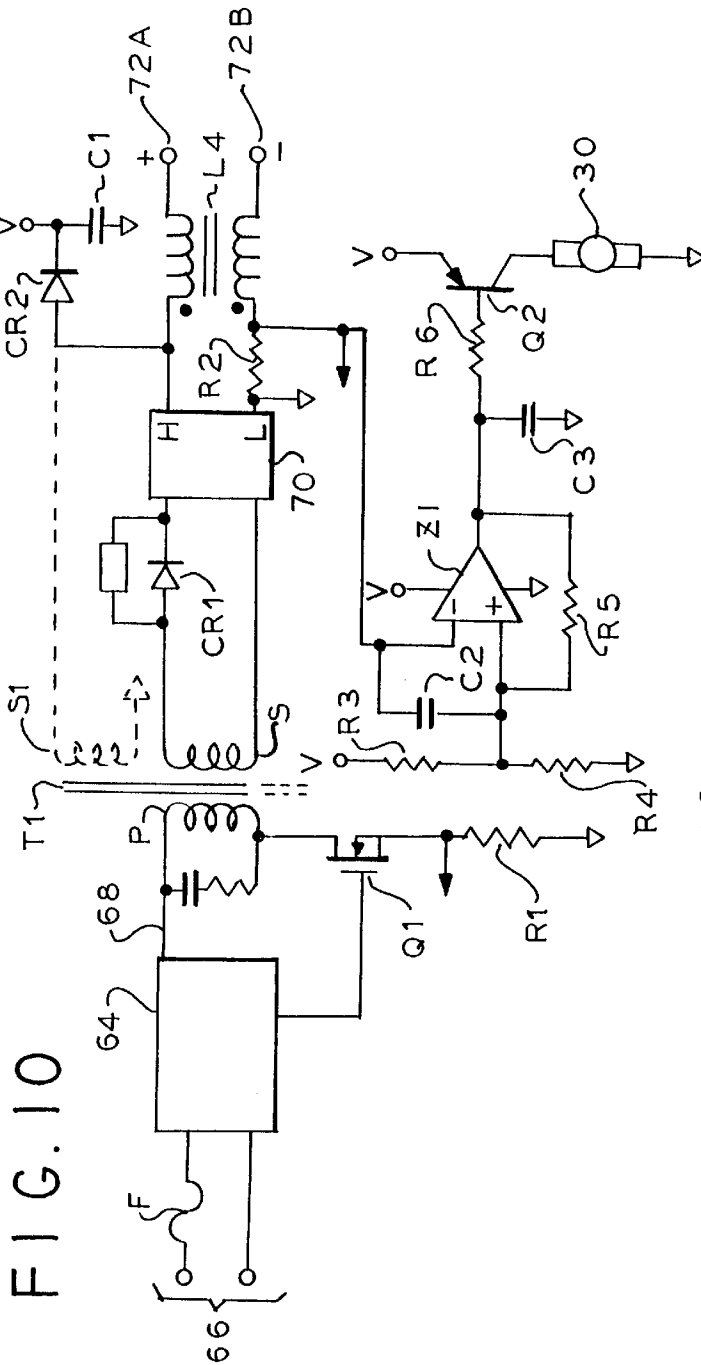 FIG. 10
66
F
64
68
P
T1
S1
S
Q1
R1
CR1
70
H
L
CR2
V
C1
R2
+
72A
L4
72B
−
V
R3
R4
C2
V
−
+
Z1
R5
C3
R6
V
Q2
30